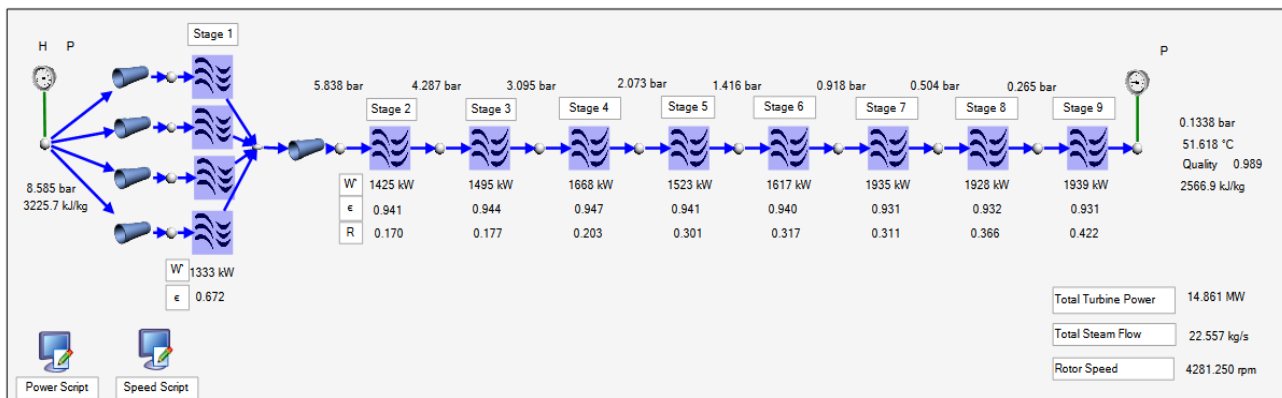 Stage 1
H P
P
5.838 bar 4.287 bar 3.095 bar 2.073 bar 1.416 bar 0.918 bar 0.504 bar 0.265 bar
Stage 2 Stage 3 Stage 4 Stage 5 Stage 6 Stage 7 Stage 8 Stage 9
0.1338 bar
51.618 °C
Quality 0.989
2566.9 kJ/kg
8.585 bar
3225.7 kJ/kg
W' 1425 kW 1495 kW 1668 kW 1523 kW 1617 kW 1935 kW 1928 kW 1939 kW
ϵ 0.941 0.944 0.947 0.941 0.940 0.931 0.932 0.931
R 0.170 0.177 0.203 0.301 0.317 0.311 0.366 0.422
W' 1333 kW
ϵ 0.672
Total Turbine Power 14.861 MW
Total Steam Flow 22.557 kg/s
Rotor Speed 4281.250 rpm
Power Script Speed Script